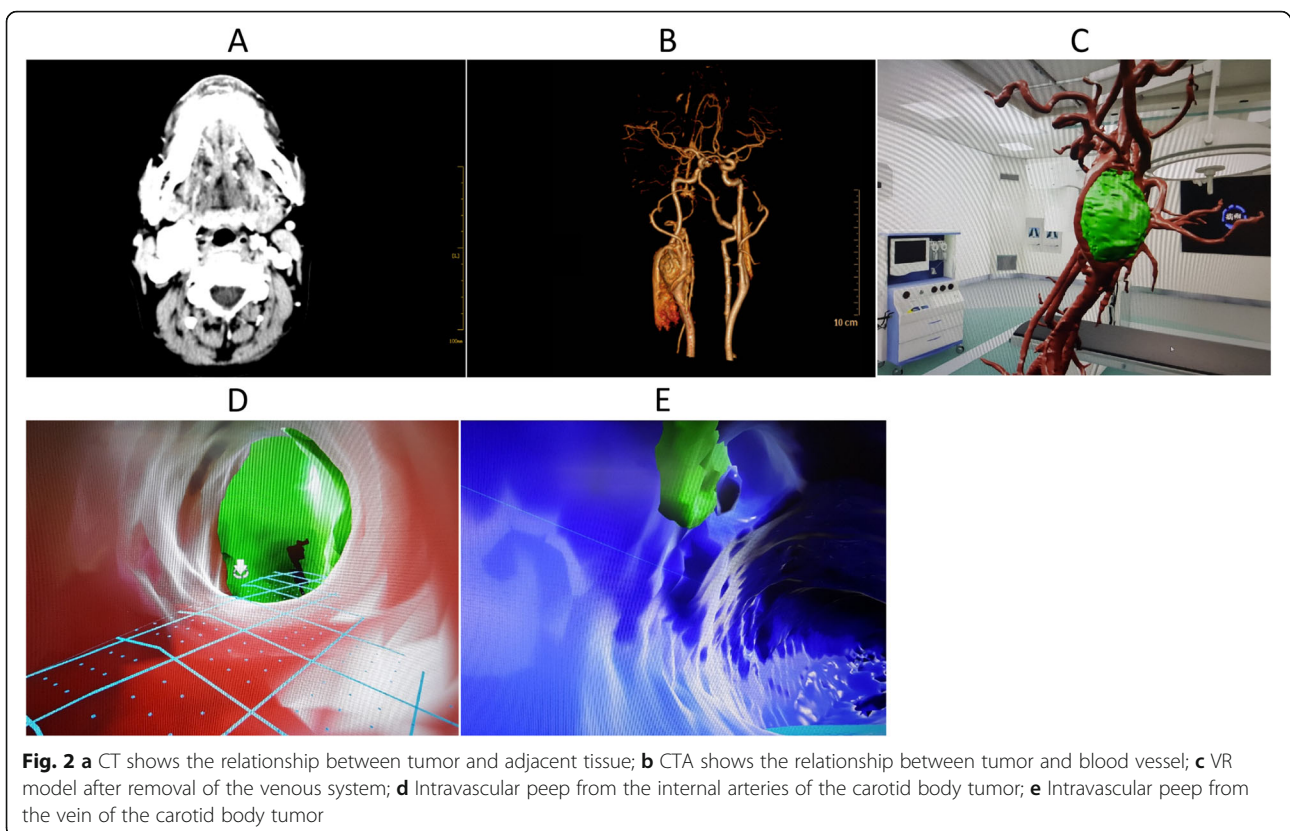 A
B
C
[L]
100mm
10 cm
D
E
Fig. 2 a CT shows the relationship between tumor and adjacent tissue; b CTA shows the relationship between tumor and blood vessel; c VR
model after removal of the venous system; d Intravascular peep from the internal arteries of the carotid body tumor; e Intravascular peep from
the vein of the carotid body tumor